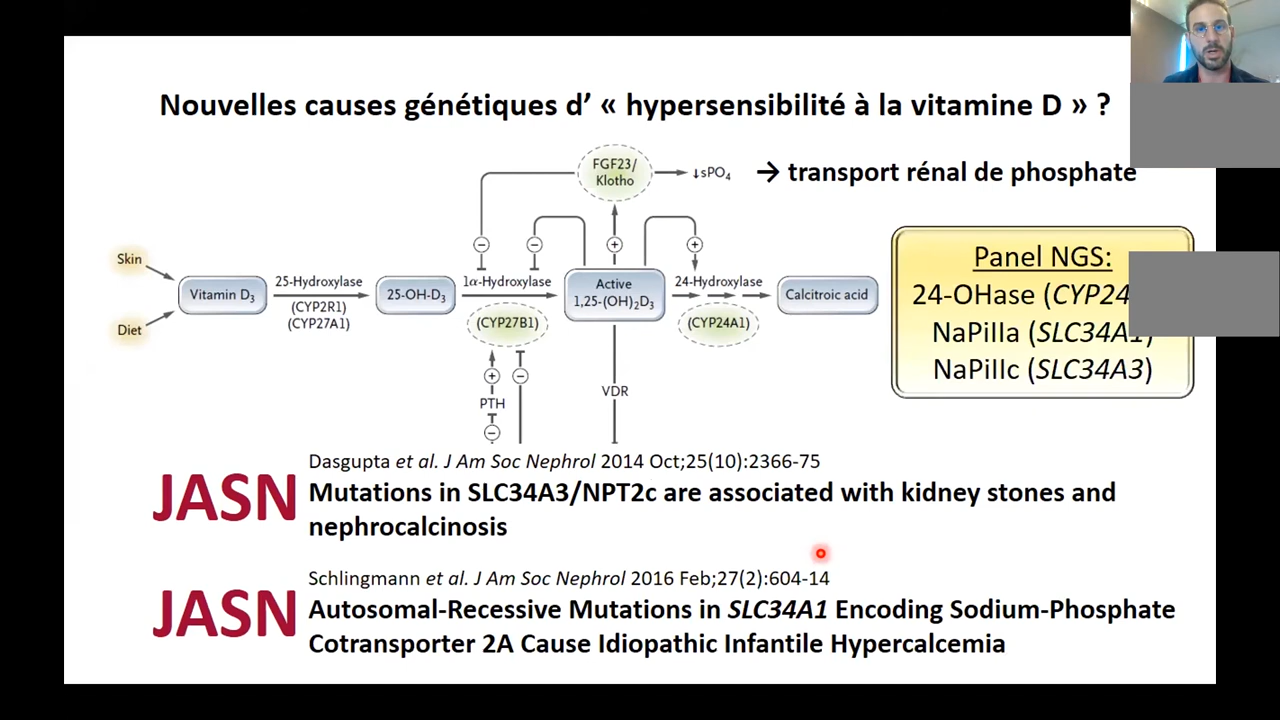 Nouvelles causes génétiques d’ « hypersensibilité à la vitamine D » ?
FGF23/
Klotho
↓sPO₄
→ transport rénal de phosphate
Skin
Diet
Vitamin D₃
25-Hydroxylase
(CYP2R1)
(CYP27A1)
25-OH-D₃
1α-Hydroxylase
(CYP27B1)
Active
1,25-(OH)₂D₃
24-Hydroxylase
(CYP24A1)
Calcitroic acid
PTH
VDR
Panel NGS:
24-OHase (CYP24
NaPiIIa (SLC34A1)
NaPiIIc (SLC34A3)
JASN
Dasgupta et al. J Am Soc Nephrol 2014 Oct;25(10):2366-75
Mutations in SLC34A3/NPT2c are associated with kidney stones and
nephrocalcinosis
JASN
Schlingmann et al. J Am Soc Nephrol 2016 Feb;27(2):604-14
Autosomal-Recessive Mutations in SLC34A1 Encoding Sodium-Phosphate
Cotransporter 2A Cause Idiopathic Infantile Hypercalcemia